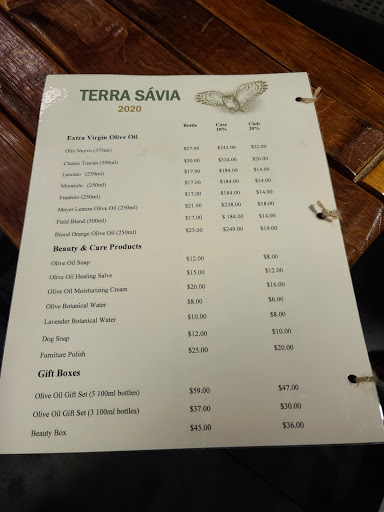 TERRA SÁVIA
2020
Bottle Case Club
10% 20%
Extra Virgin Olive Oil
Olio Nuovo (375ml) $27.00 $243.00 $22.00
Classic Tuscan (500ml) $30.00 $324.00 $26.00
Leccino (250ml) $17.00 $184.00 $14.00
Moraiolo (250ml) $17.00 $184.00 $14.00
Frantoio (250ml) $17.00 $184.00 $14.00
Meyer Lemon Olive Oil (250ml) $21.00 $238.00 $18.00
Field Blend (500ml) $17.00 $ 184.00 $14.00
Blood Orange Olive Oil (250ml) $23.00 $249.00 $19.00
Beauty & Care Products
Olive Oil Soap $12.00 $8.00
Olive Oil Healing Salve $15.00 $12.00
Olive Oil Moisturizing Cream $20.00 $16.00
Olive Botanical Water $8.00 $6.00
Lavender Botanical Water $10.00 $8.00
Dog Soap $12.00 $10.00
Furniture Polish $25.00 $20.00
Gift Boxes
Olive Oil Gift Set (5 100ml bottles) $59.00 $47.00
Olive Oil Gift Set (3 100ml bottles) $37.00 $30.00
Beauty Box $45.00 $36.00